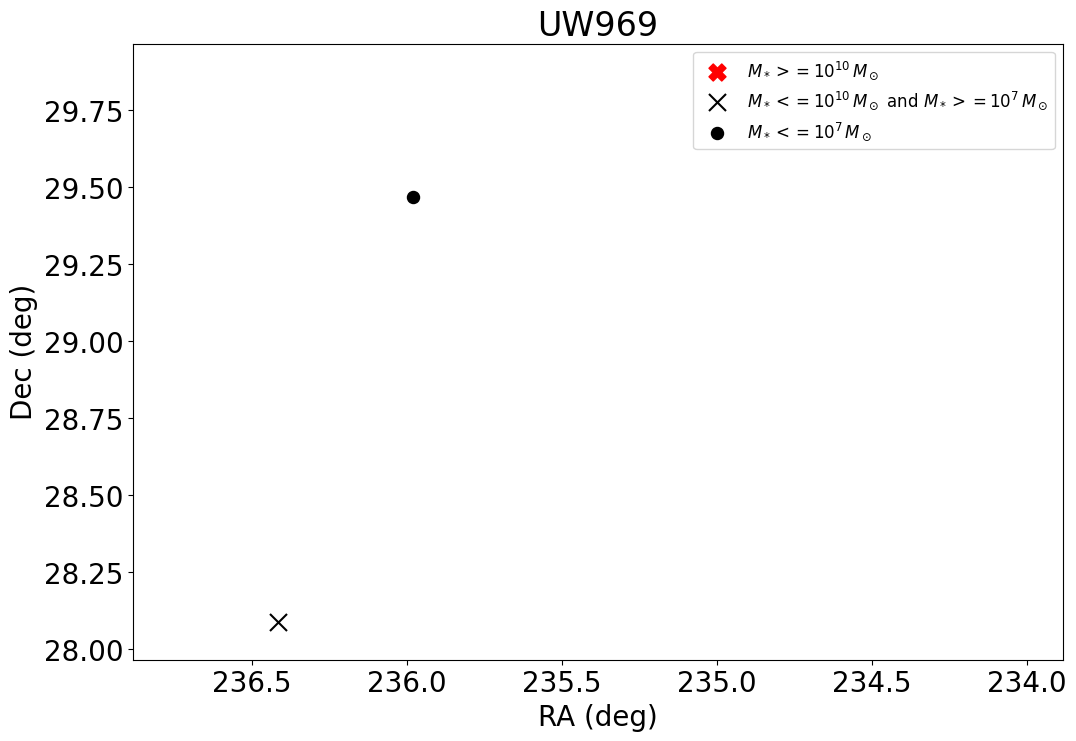 UW969
M* >= 10^10 M⊙
M* <= 10^10 M⊙ and M* >= 10^7 M⊙
M* <= 10^7 M⊙
29.75
29.50
29.25
29.00
28.75
28.50
28.25
28.00
Dec (deg)
236.5 236.0 235.5 235.0 234.5 234.0
RA (deg)